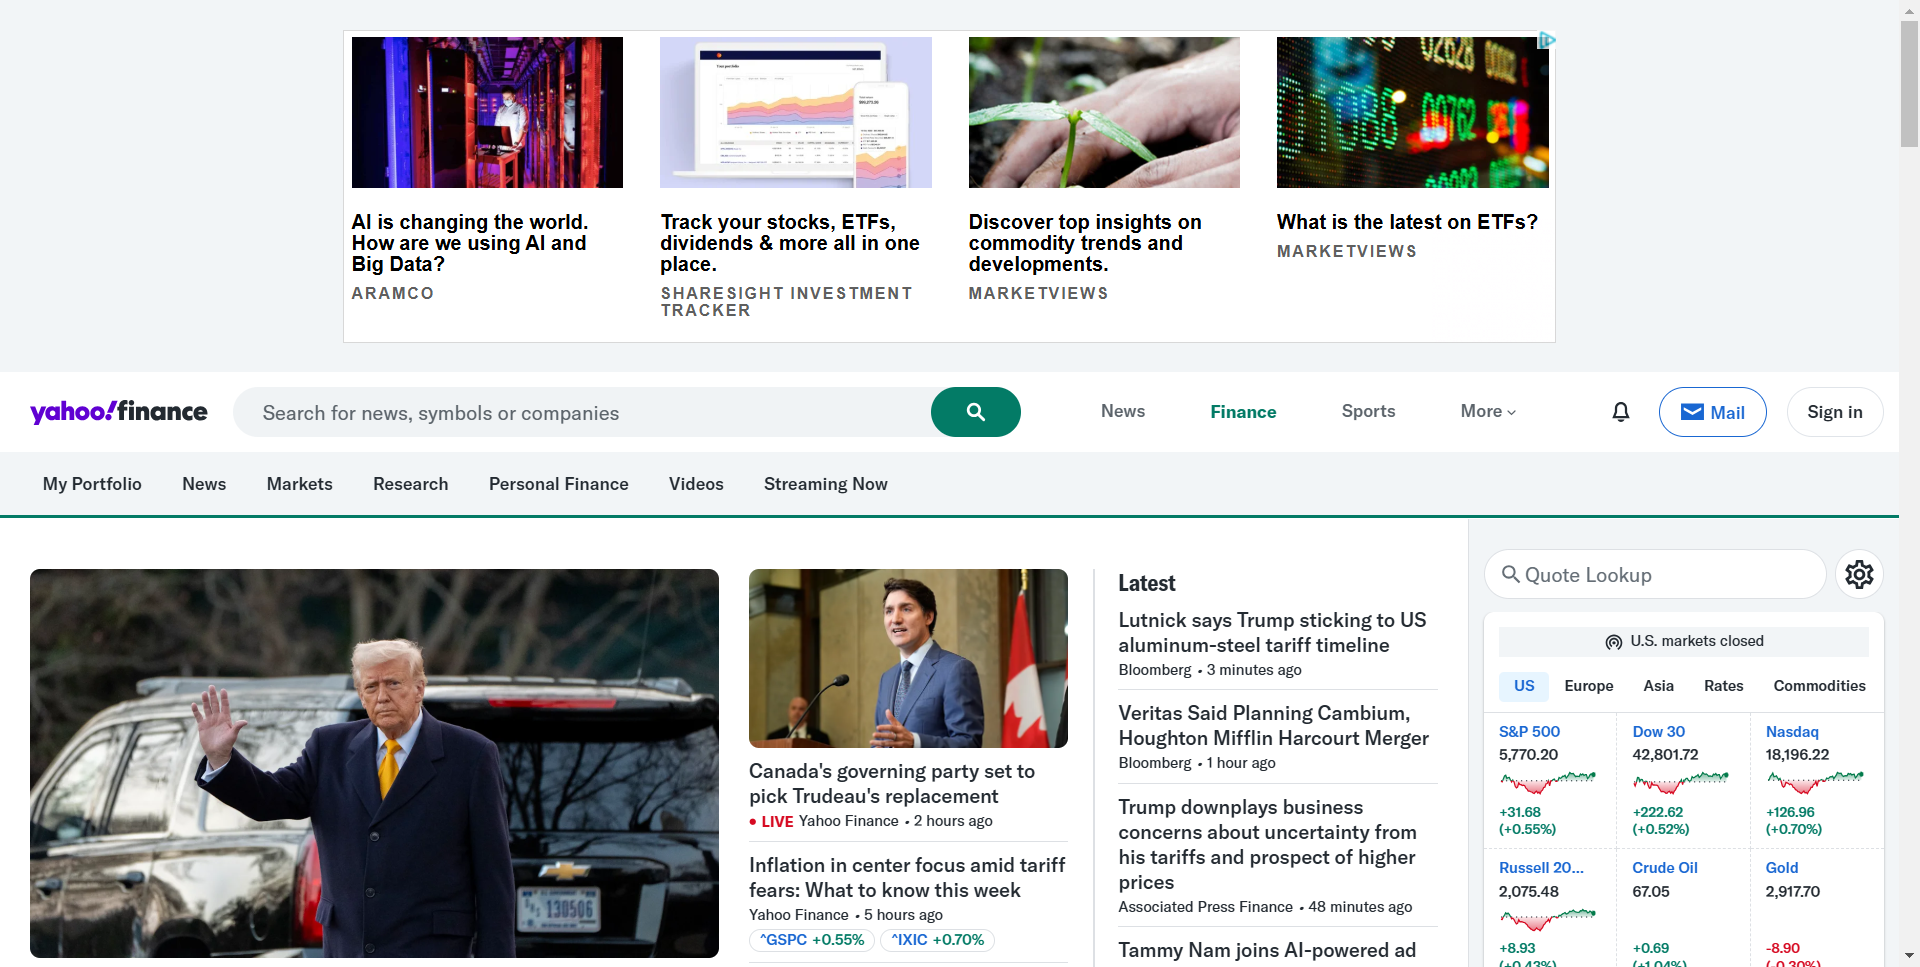 AI is changing the world.
How are we using AI and
Big Data?
ARAMCO
Track your stocks, ETFs,
dividends & more all in one
place.
SHARESIGHT INVESTMENT
TRACKER
Discover top insights on
commodity trends and
developments.
MARKETVIEWS
What is the latest on ETFs?
MARKETVIEWS
yahoo!finance
Search for news, symbols or companies
News
Finance
Sports
More
Mail
Sign in
My Portfolio
News
Markets
Research
Personal Finance
Videos
Streaming Now
130506
Canada's governing party set to
pick Trudeau's replacement
• LIVE Yahoo Finance • 2 hours ago
Inflation in center focus amid tariff
fears: What to know this week
Yahoo Finance • 5 hours ago
^GSPC +0.55%
^IXIC +0.70%
Latest
Lutnick says Trump sticking to US
aluminum-steel tariff timeline
Bloomberg • 3 minutes ago
Veritas Said Planning Cambium,
Houghton Mifflin Harcourt Merger
Bloomberg • 1 hour ago
Trump downplays business
concerns about uncertainty from
his tariffs and prospect of higher
prices
Associated Press Finance • 48 minutes ago
Tammy Nam joins AI-powered ad
Quote Lookup
U.S. markets closed
US
Europe
Asia
Rates
Commodities
S&P 500
5,770.20
+31.68
(+0.55%)
Dow 30
42,801.72
+222.62
(+0.52%)
Nasdaq
18,196.22
+126.96
(+0.70%)
Russell 20...
2,075.48
+8.93
(+0.43%)
Crude Oil
67.05
+0.69
(+1.04%)
Gold
2,917.70
-8.90
(-0.30%)